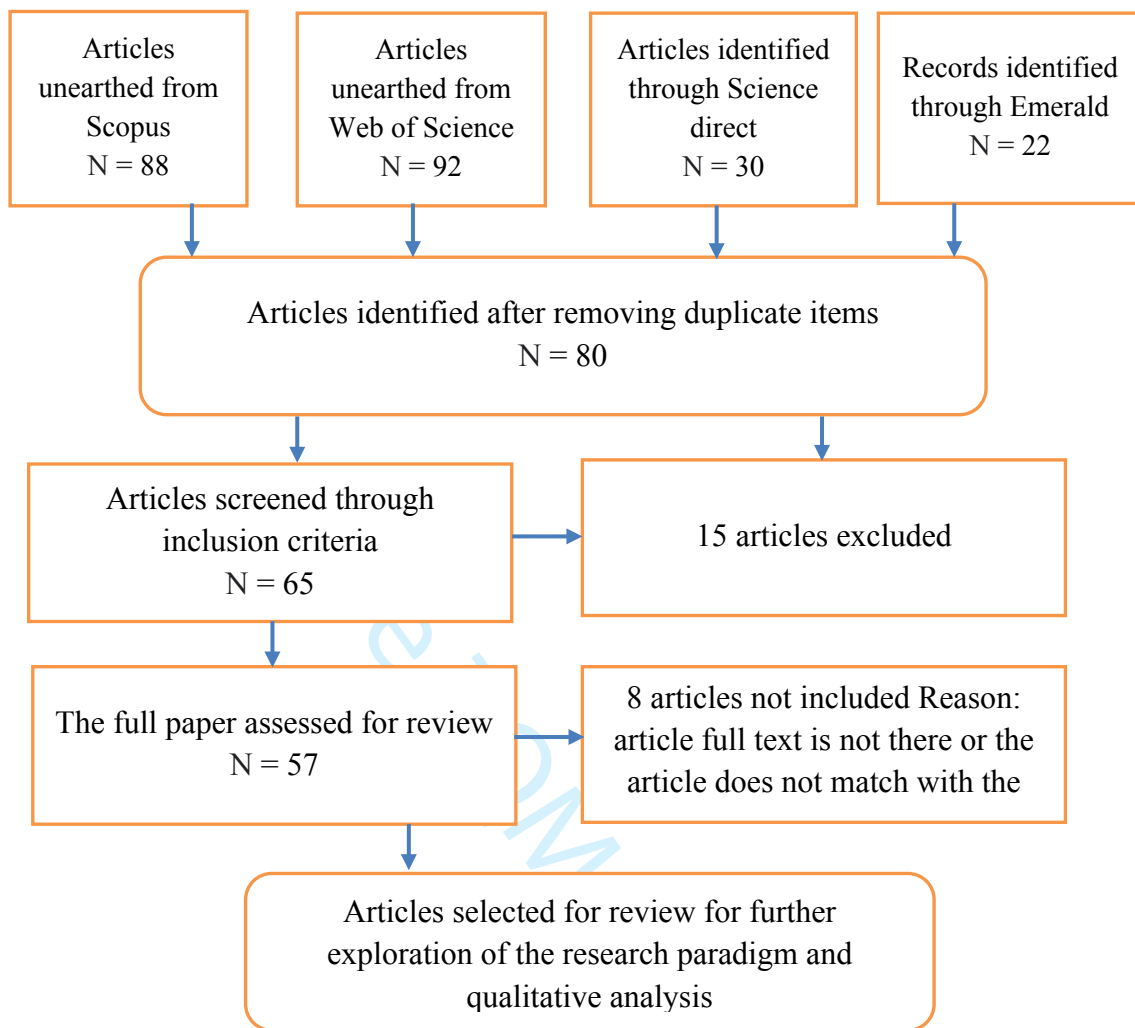 Articles
unearthed from
Scopus
N = 88
Articles
unearthed from
Web of Science
N = 92
Articles identified
through Science
direct
N = 30
Records identified
through Emerald
N = 22
Articles identified after removing duplicate items
N = 80
Articles screened through
inclusion criteria
N = 65
15 articles excluded
The full paper assessed for review
N = 57
8 articles not included Reason:
article full text is not there or the
article does not match with the
Articles selected for review for further
exploration of the research paradigm and
qualitative analysis